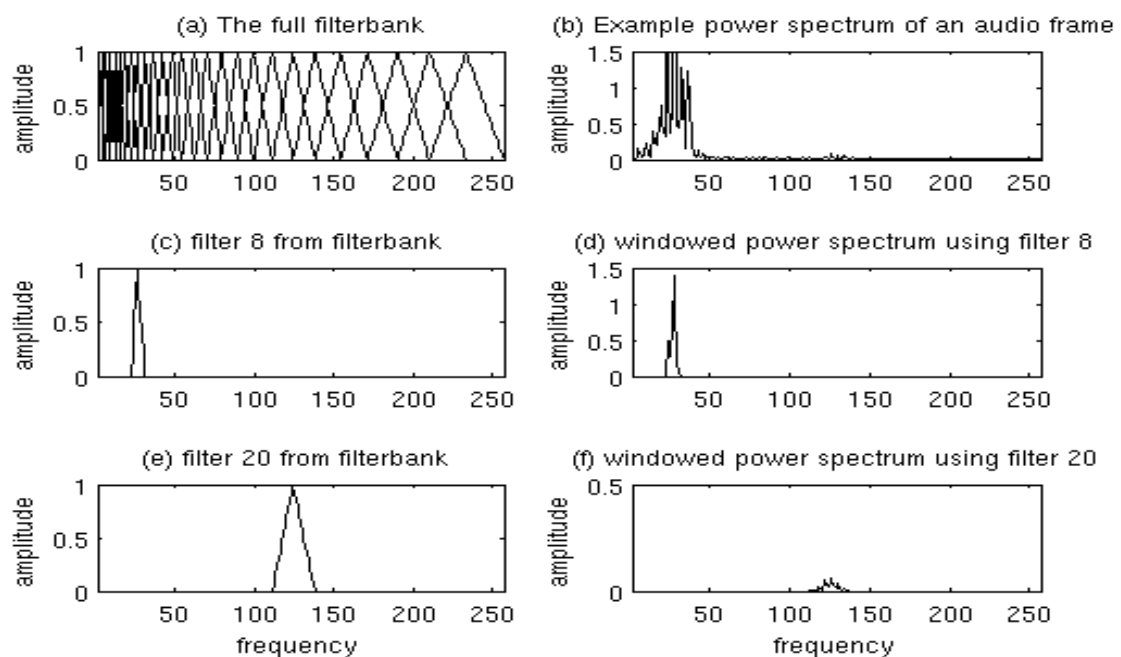 (a) The full filterbank
amplitude
1
0.5
0
50 100 150 200 250
(b) Example power spectrum of an audio frame
amplitude
1.5
1
0.5
0
50 100 150 200 250
(c) filter 8 from filterbank
amplitude
1
0.5
0
50 100 150 200 250
(d) windowed power spectrum using filter 8
amplitude
1.5
1
0.5
0
50 100 150 200 250
(e) filter 20 from filterbank
amplitude
1
0.5
0
50 100 150 200 250
frequency
(f) windowed power spectrum using filter 20
amplitude
0.5
0
50 100 150 200 250
frequency